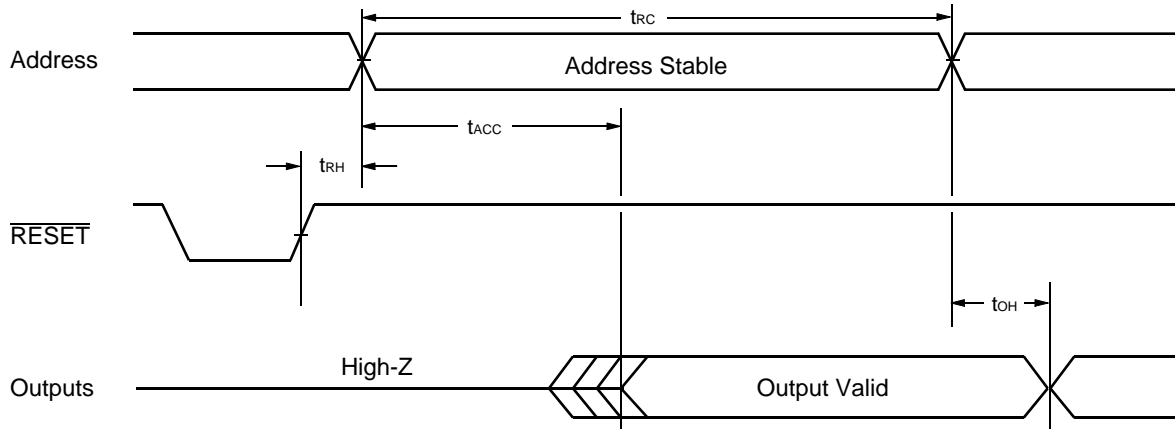 tRC
Address
Address Stable
tACC
tRH
RESET
tOH
High-Z
Outputs
Output Valid